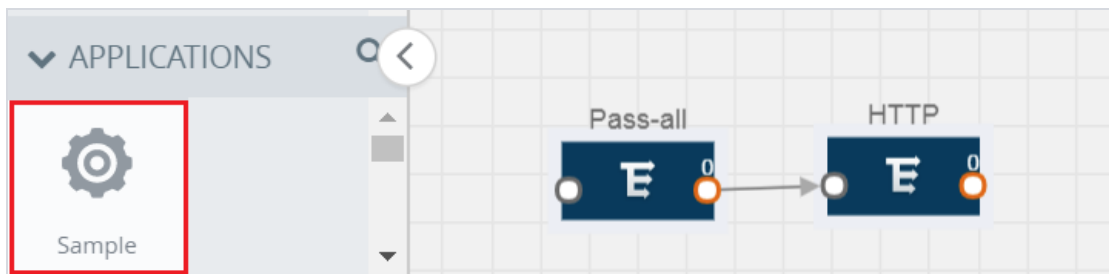 APPLICATIONS
Sample
Pass-all
0
HTTP
0